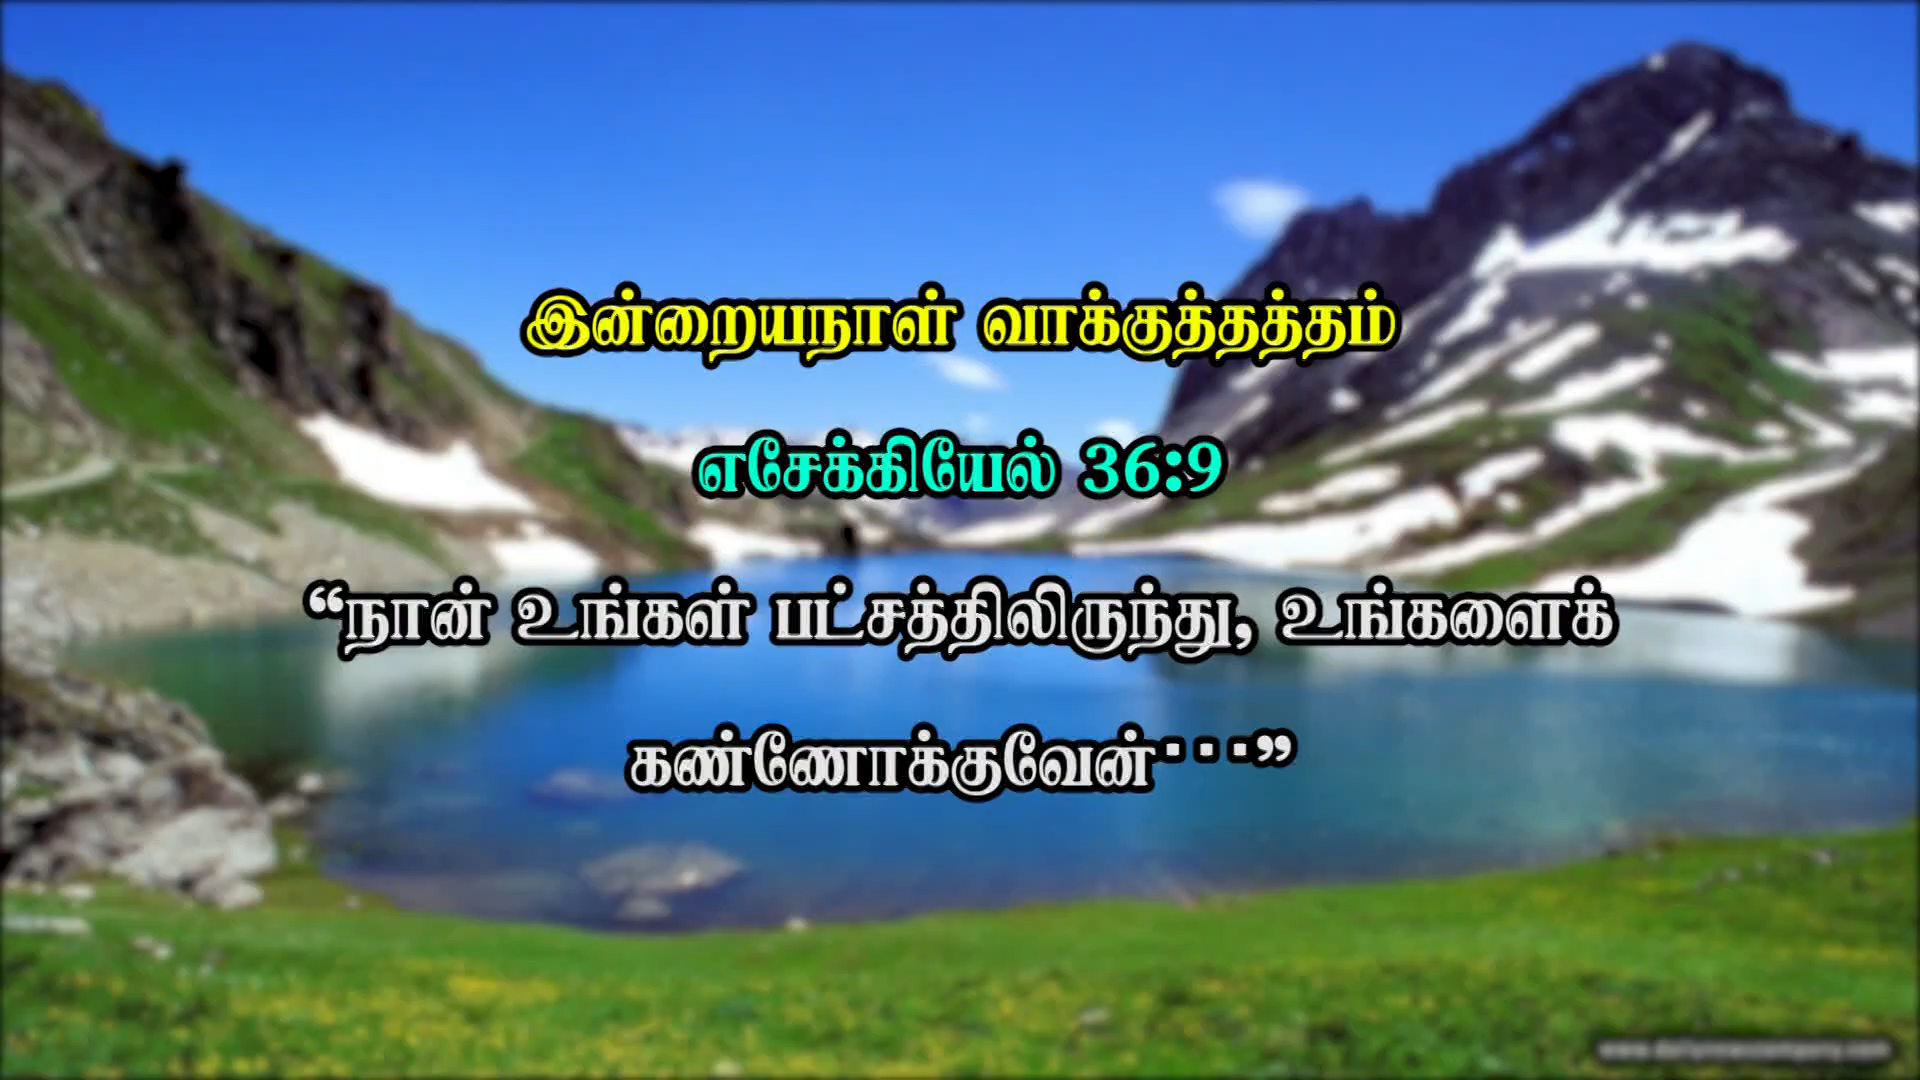 இன்றையநாள் வாக்குத்தத்தம்
எசேக்கியேல் 36:9
“நான் உங்கள் பட்சத்திலிருந்து, உங்களைக்
கண்ணோக்குவேன்···”